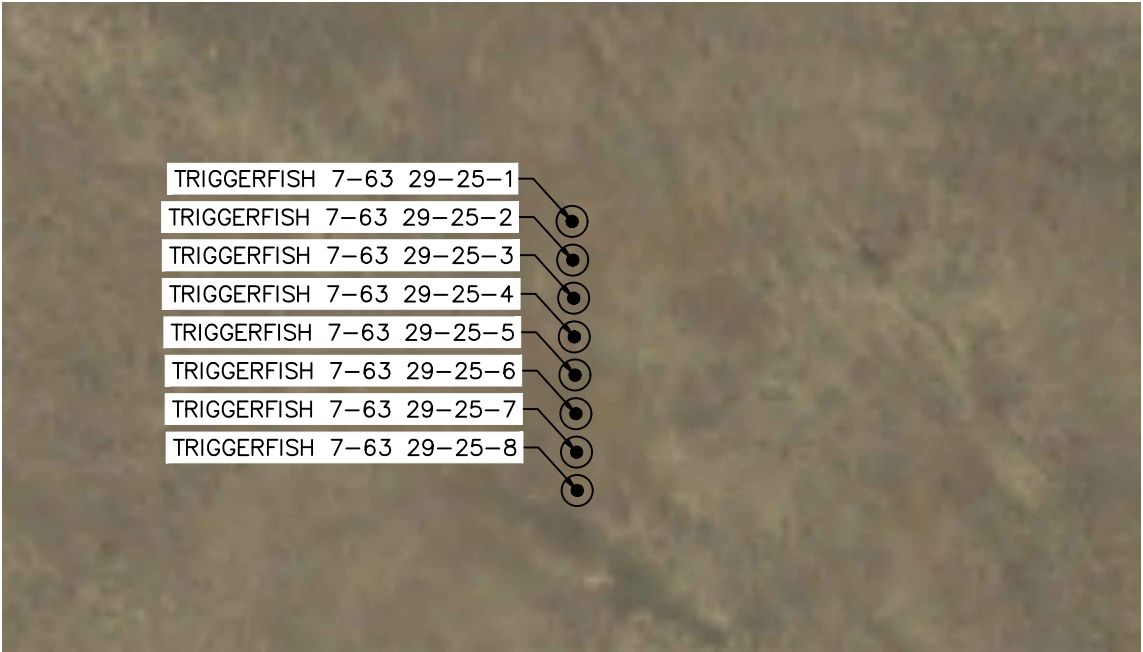 TRIGGERFISH 7-63 29-25-1
TRIGGERFISH 7-63 29-25-2
TRIGGERFISH 7-63 29-25-3
TRIGGERFISH 7-63 29-25-4
TRIGGERFISH 7-63 29-25-5
TRIGGERFISH 7-63 29-25-6
TRIGGERFISH 7-63 29-25-7
TRIGGERFISH 7-63 29-25-8